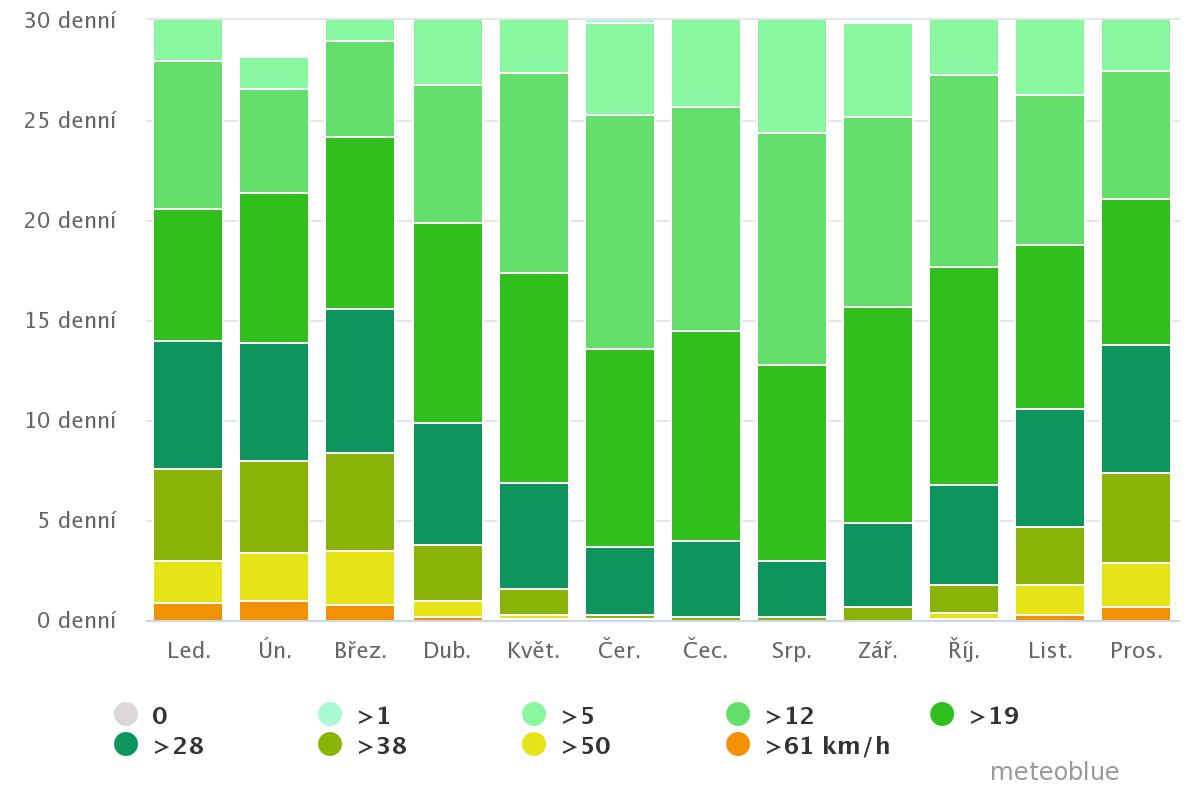 30 denní
25 denní
20 denní
15 denní
10 denní
5 denní
0 denní
Led. Ún. Břez. Dub. Květ. Čer. Čec. Srp. Zář. Říj. List. Pros.
0 >1 >5 >12 >19
>28 >38 >50 >61 km/h
meteoblue